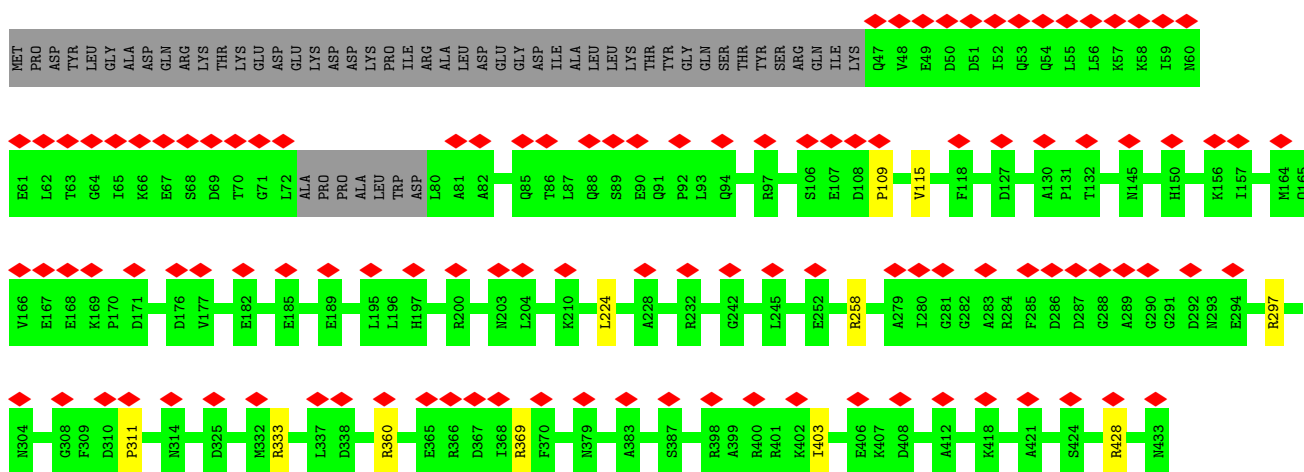 MET PRO ASP TYR LEU GLY ALA ASP GLN ARG LYS THR LYS GLU ASP GLU LYS ASP ASP LYS PRO ILE ARG ALA LEU ASP GLU GLY ASP ILE ALA LEU LEU LYS THR TYR GLY GLN SER THR TYR SER ARG GLN ILE LYS Q47 V48 E49 D50 D51 I52 Q53 Q54 L55 L56 K57 K58 I59 N60
E61 L62 T63 G64 I65 K66 E67 S68 D69 T70 G71 L72 ALA PRO PRO ALA LEU TRP ASP L80 A81 A82 Q85 T86 L87 Q88 S89 E90 Q91 P92 L93 Q94 R97 S106 E107 D108 P109 V115 F118 D127 A130 P131 T132 N145 H150 K156 I157 M164 Q165
V166 E167 E168 K169 P170 D171 D176 V177 E182 E185 E189 L195 L196 H197 R200 N203 L204 K210 L224 A228 R232 G242 L245 E252 R258 A279 I280 G281 G282 A283 R284 F285 D286 D287 G288 A289 G290 G291 D292 N293 E294 R297
N304 G308 F309 D310 P311 N314 D325 M332 R333 L337 D338 R360 E365 R366 D367 I368 R369 F370 N379 A383 S387 R398 A399 R400 R401 K402 I403 E406 K407 D408 A412 K418 A421 S424 R428 N433